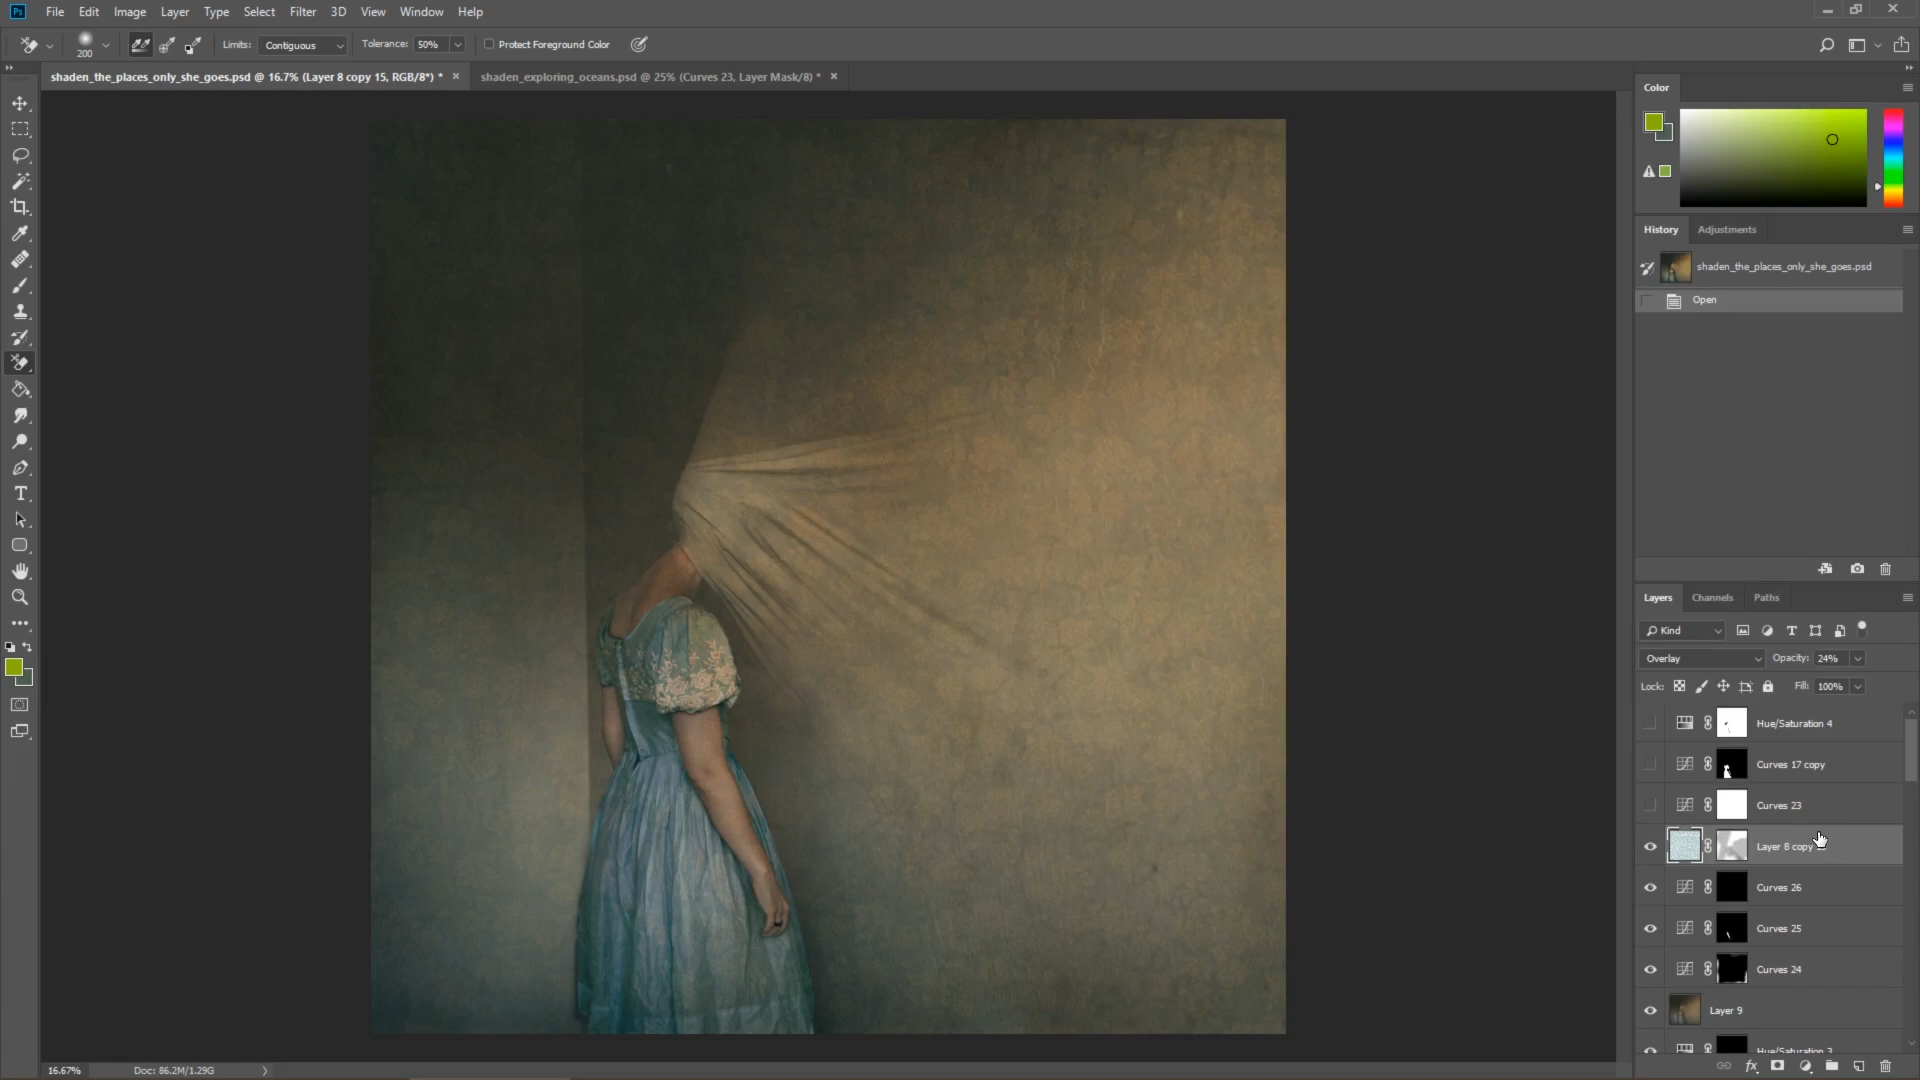 Ps File Edit Image Layer Type Select Filter 3D View Window Help
200 Limits: Contiguous Tolerance: 50% Protect Foreground Color
shaden_the_places_only_she_goes.psd @ 16.7% (Layer 8 copy 15, RGB/8*) * shaden_exploring_oceans.psd @ 25% (Curves 23, Layer Mask/8) *
Color
History Adjustments
shaden_the_places_only_she_goes.psd
Open
Layers Channels Paths
Kind
Overlay Opacity: 24%
Lock: Fill: 100%
Hue/Saturation 4
Curves 17 copy
Curves 23
Layer 8 copy
Curves 26
Curves 25
Curves 24
Layer 9
Hue/Saturation 3
16.67% Doc: 86.2M/1.29G